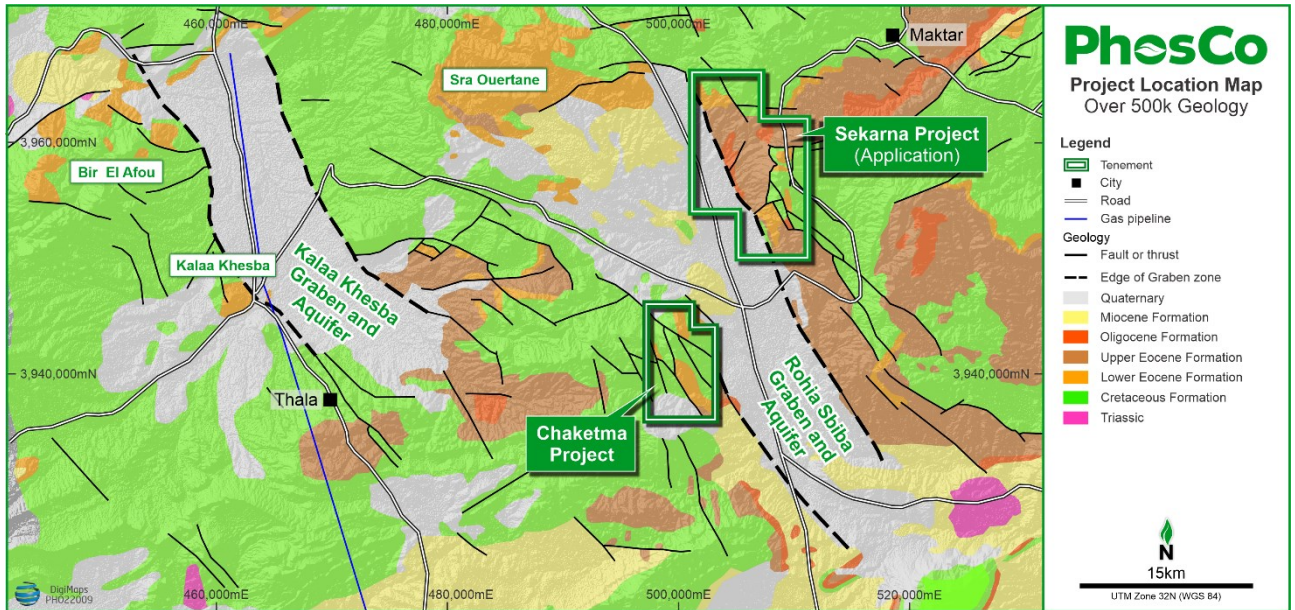 460,000mE
480,000mE
500,000mE
Maktar
Sra Ouertane
3,960,000mN
Sekarna Project
(Application)
Bir El Afou
Kalaa Khesba
Kalaa Khesba
Graben and
Aquifer
3,940,000mN
3,940,000mN
Thala
Rohia Sbiba
Graben and
Aquifer
Chaketma
Project
DigiMaps
PHO22009
460,000mE
480,000mE
500,000mE
520,000mE
PhosCo
Project Location Map
Over 500k Geology
Legend
Tenement
City
Road
Gas pipeline
Geology
Fault or thrust
Edge of Graben zone
Quaternary
Miocene Formation
Oligocene Formation
Upper Eocene Formation
Lower Eocene Formation
Cretaceous Formation
Triassic
N
15km
UTM Zone 32N (WGS 84)